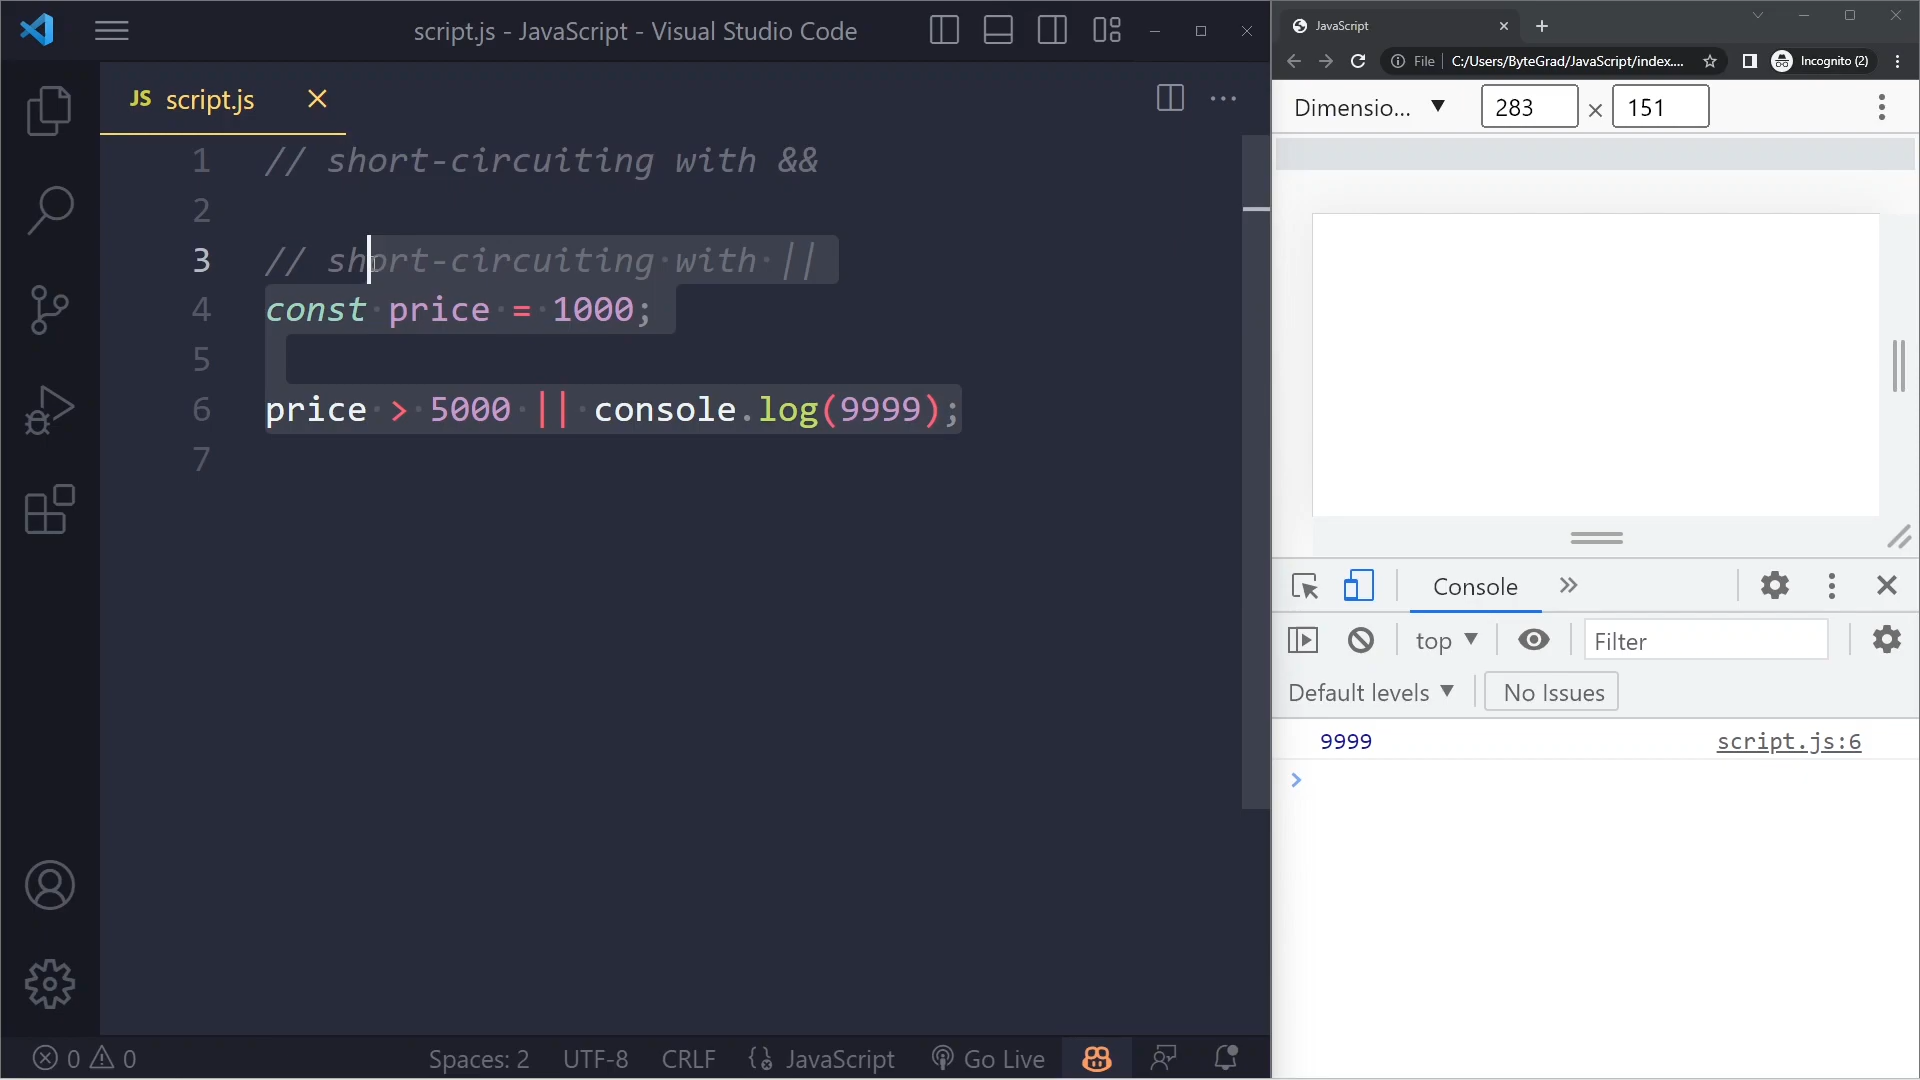 script.js - JavaScript - Visual Studio Code
JS script.js
1 // short-circuiting with &&
2
3 // short-circuiting with ||
4 const price = 1000;
5
6 price > 5000 || console.log(9999);
7
0 0
Spaces: 2 UTF-8 CRLF JavaScript Go Live
JavaScript
File C:/Users/ByteGrad/JavaScript/index.... Incognito (2)
Dimensio... 283 × 151
Console
top Filter
Default levels No Issues
9999 script.js:6